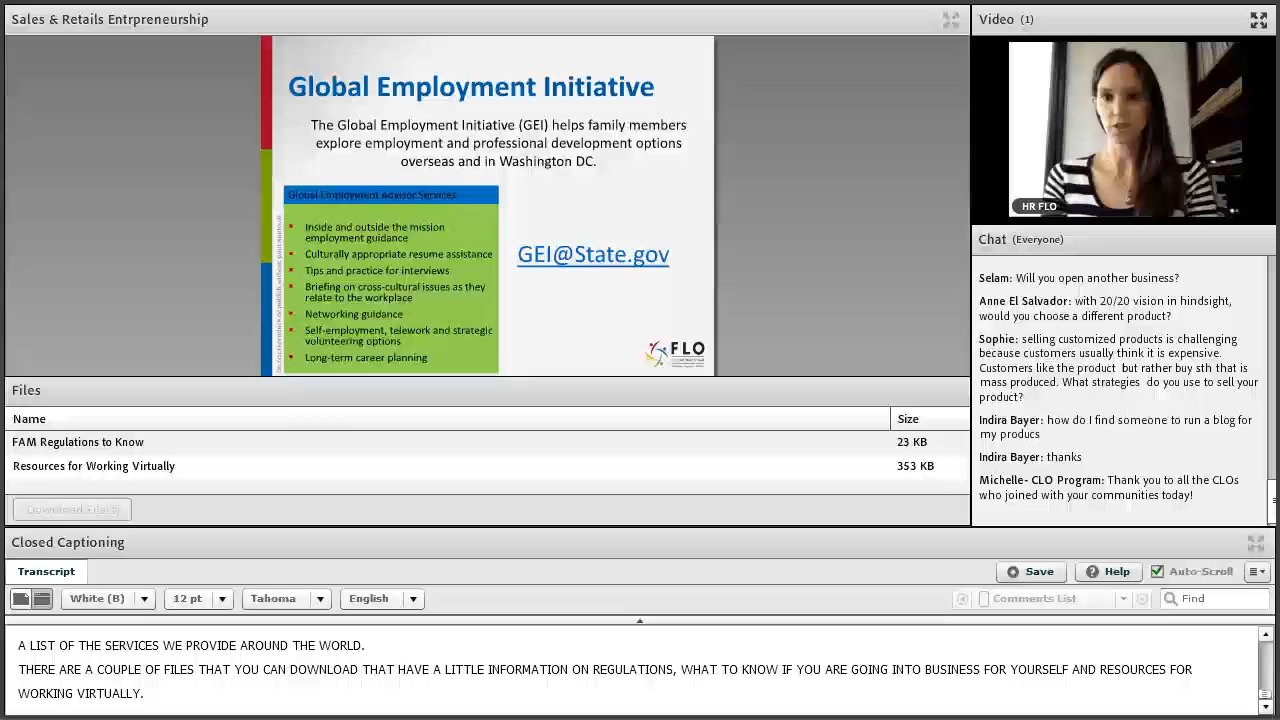 Sales & Retails Entrpreneurship
Global Employment Initiative
The Global Employment Initiative (GEI) helps family members
explore employment and professional development options
overseas and in Washington DC.
Global Employment Advisor Services
Inside and outside the mission
employment guidance
Culturally appropriate resume assistance
Tips and practice for interviews
Briefing on cross-cultural issues as they
relate to the workplace
Networking guidance
Self-employment, telework and strategic
volunteering options
Long-term career planning
GEI@State.gov
FLO
Files
Name
Size
FAM Regulations to Know
23 KB
Resources for Working Virtually
353 KB
Download File(s)
Video (1)
HR FLO
Chat (Everyone)
Selam: Will you open another business?
Anne El Salvador: with 20/20 vision in hindsight,
would you choose a different product?
Sophie: selling customized products is challenging
because customers usually think it is expensive.
Customers like the product but rather buy sth that is
mass produced. What strategies do you use to sell your
product?
Indira Bayer: how do I find someone to run a blog for
my producs
Indira Bayer: thanks
Michelle- CLO Program: Thank you to all the CLOs
who joined with your communities today!
Closed Captioning
Transcript
Save
Help
Auto-Scroll
White (B)
12 pt
Tahoma
English
Comments List
Find
A LIST OF THE SERVICES WE PROVIDE AROUND THE WORLD.
THERE ARE A COUPLE OF FILES THAT YOU CAN DOWNLOAD THAT HAVE A LITTLE INFORMATION ON REGULATIONS, WHAT TO KNOW IF YOU ARE GOING INTO BUSINESS FOR YOURSELF AND RESOURCES FOR
WORKING VIRTUALLY.